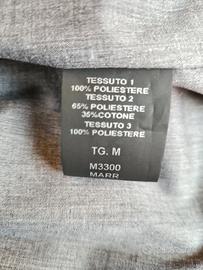 TESSUTO 1
100% POLIESTERE
TESSUTO 2
65% POLIESTERE
35%COTONE
TESSUTO 3
100% POLIESTERE
TG. M
M3300
MARR